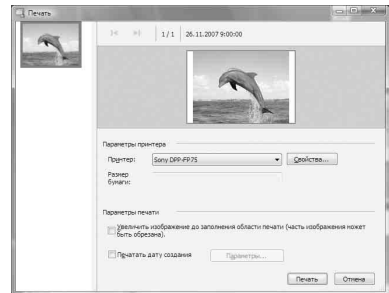 Печать
1/1 26.11.2007 9:00:00
Параметры принтера
Принтер: Sony DPP-FP75 Свойства...
Размер
бумаги:
Параметры печати
Увеличить изображение до заполнения области печати (часть изображения может
быть обрезана).
Печатать дату создания Параметры...
Печать Отмена